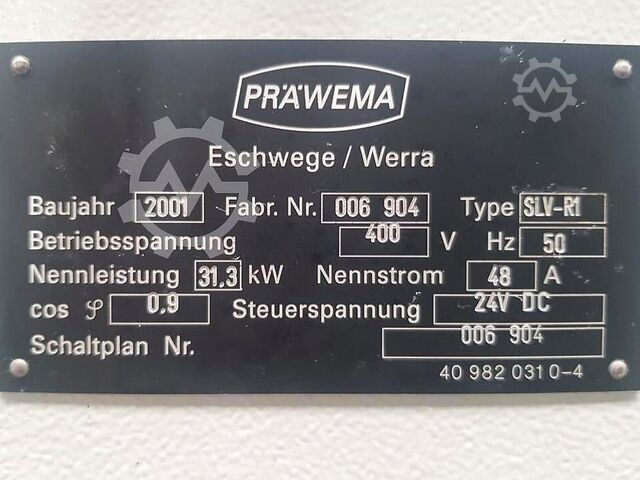 PRÄWEMA
Eschwege / Werra
Baujahr 2001 Fabr. Nr. 006 904 Type SLV-R1
Betriebsspannung 400 V Hz 50
Nennleistung 31.3 kW Nennstrom 48 A
cos φ 0.9 Steuerspannung 24V DC
Schaltplan Nr. 006 904
40 982 031 0-4